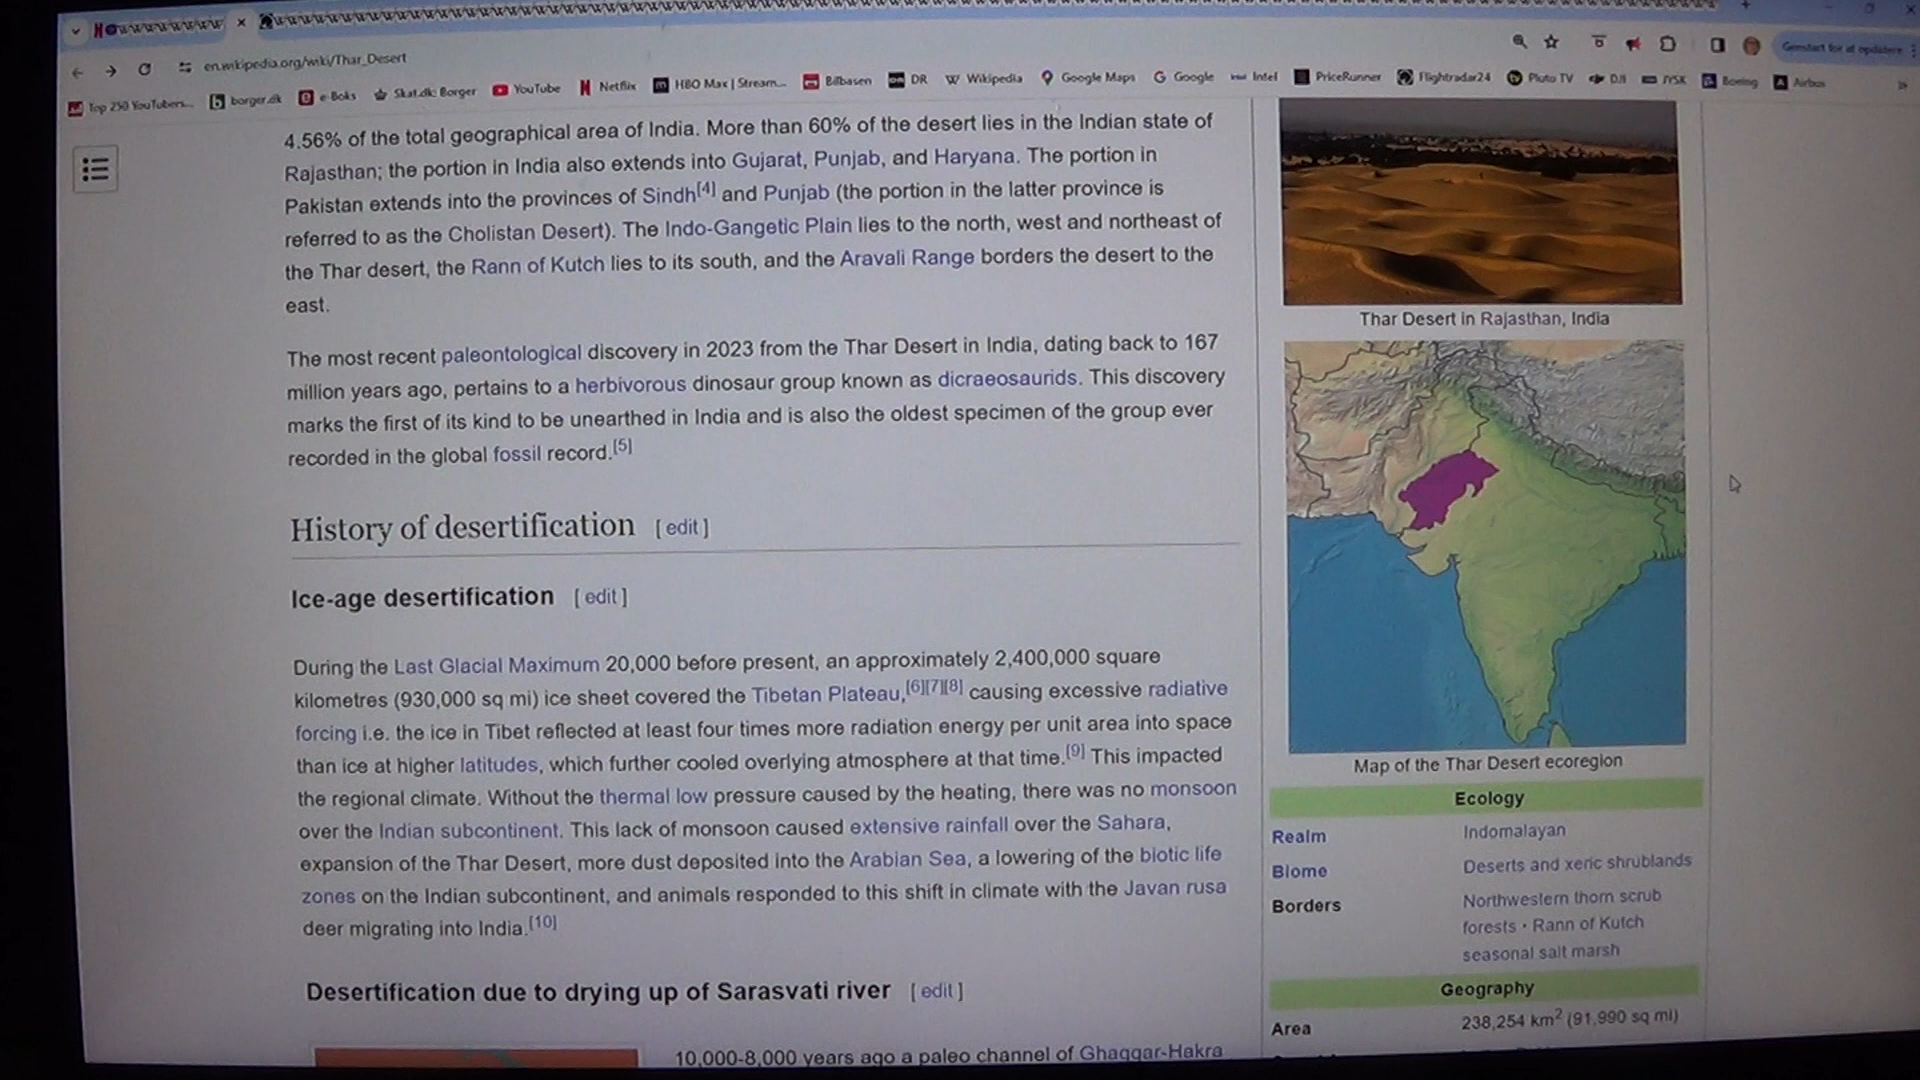 en.wikipedia.org/wiki/Thar_Desert
Genstart for at opdatere
Top 250 YouTubers... borger.dk e-Boks Skat.dk: Borger YouTube Netflix HBO Max | Stream... Bilbasen DR Wikipedia Google Maps Google Intel PriceRunner Flightradar24 Pluto TV DJI JYSK Boeing Airbus
4.56% of the total geographical area of India. More than 60% of the desert lies in the Indian state of
Rajasthan; the portion in India also extends into Gujarat, Punjab, and Haryana. The portion in
Pakistan extends into the provinces of Sindh[4] and Punjab (the portion in the latter province is
referred to as the Cholistan Desert). The Indo-Gangetic Plain lies to the north, west and northeast of
the Thar desert, the Rann of Kutch lies to its south, and the Aravali Range borders the desert to the
east.
The most recent paleontological discovery in 2023 from the Thar Desert in India, dating back to 167
million years ago, pertains to a herbivorous dinosaur group known as dicraeosaurids. This discovery
marks the first of its kind to be unearthed in India and is also the oldest specimen of the group ever
recorded in the global fossil record.[5]
History of desertification [ edit ]
Ice-age desertification [ edit ]
During the Last Glacial Maximum 20,000 before present, an approximately 2,400,000 square
kilometres (930,000 sq mi) ice sheet covered the Tibetan Plateau,[6][7][8] causing excessive radiative
forcing i.e. the ice in Tibet reflected at least four times more radiation energy per unit area into space
than ice at higher latitudes, which further cooled overlying atmosphere at that time.[9] This impacted
the regional climate. Without the thermal low pressure caused by the heating, there was no monsoon
over the Indian subcontinent. This lack of monsoon caused extensive rainfall over the Sahara,
expansion of the Thar Desert, more dust deposited into the Arabian Sea, a lowering of the biotic life
zones on the Indian subcontinent, and animals responded to this shift in climate with the Javan rusa
deer migrating into India.[10]
Desertification due to drying up of Sarasvati river [ edit ]
10,000-8,000 years ago a paleo channel of Ghaggar-Hakra
Thar Desert in Rajasthan, India
Map of the Thar Desert ecoregion
Ecology
Realm Indomalayan
Biome Deserts and xeric shrublands
Borders Northwestern thorn scrub
forests • Rann of Kutch
seasonal salt marsh
Geography
Area 238,254 km2 (91,990 sq mi)